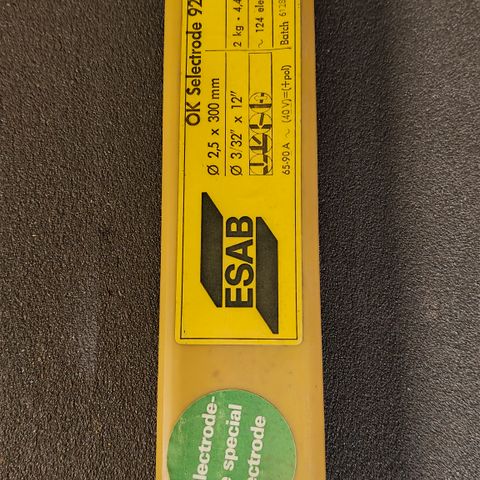 OK Selectrode 92
Ø 2,5 x 300 mm
Ø 3/32" x 12"
65-90 A ~ (40 V)=(+pol)
2 kg - 4,4
~ 124 ele
Batch
ESAB
lectrode-
e special
ectrode